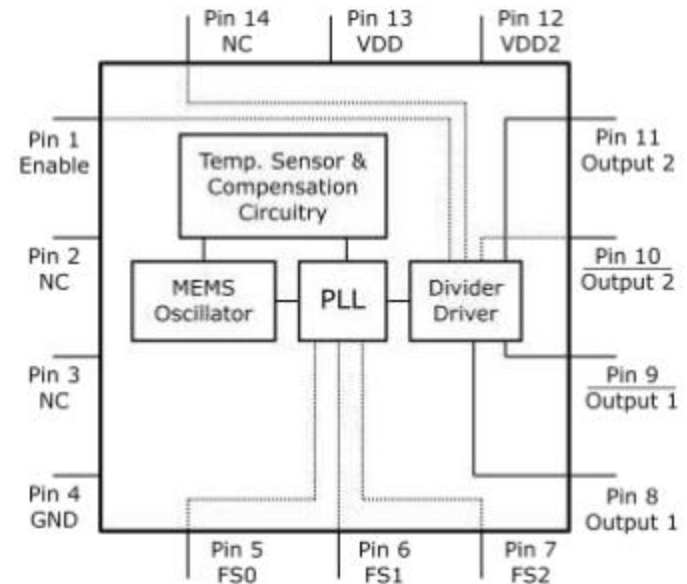 Pin 14
NC
Pin 13
VDD
Pin 12
VDD2
Pin 1
Enable
Pin 11
Output 2
Temp. Sensor &
Compensation
Circuitry
Pin 2
NC
Pin 10
Output 2
MEMS
Oscillator
PLL
Divider
Driver
Pin 3
NC
Pin 9
Output 1
Pin 4
GND
Pin 8
Output 1
Pin 5
FS0
Pin 6
FS1
Pin 7
FS2